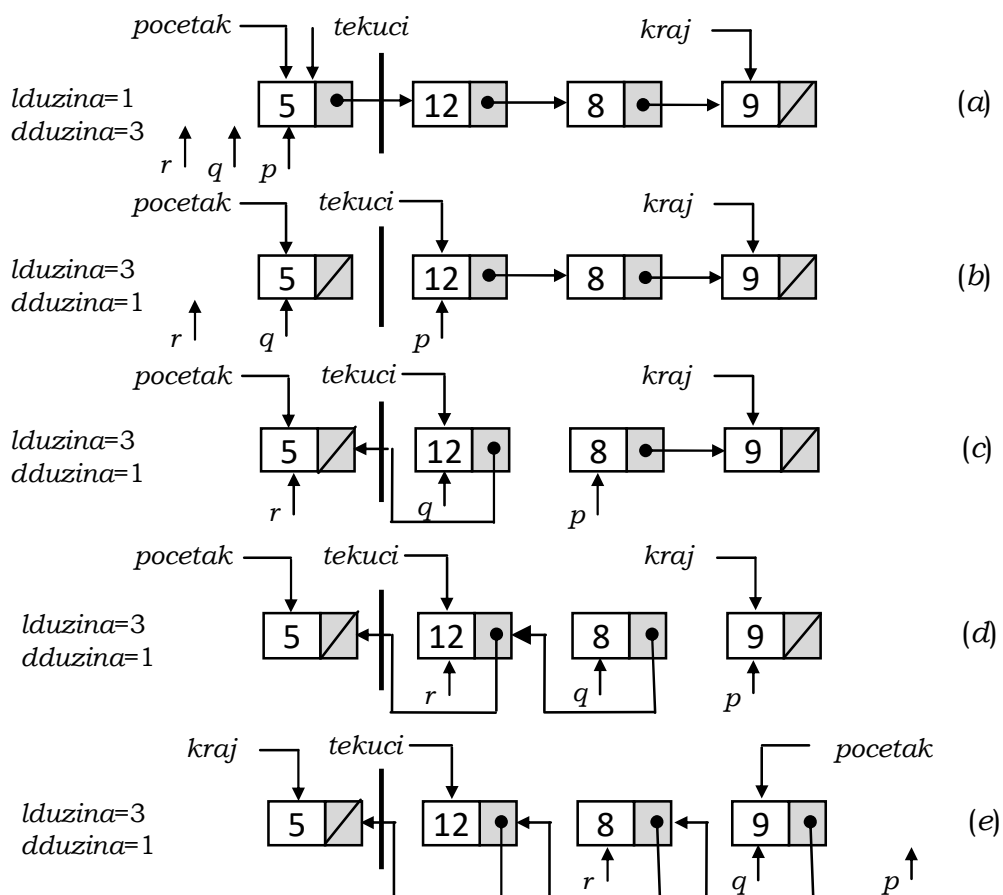 pocetak tekuci kraj
lduzina=1
5 12 8 9 (a)
dduzina=3
r q p
pocetak tekuci kraj
lduzina=3
5 12 8 9 (b)
dduzina=1
r q p
pocetak tekuci kraj
lduzina=3
5 12 8 9 (c)
dduzina=1
r q p
pocetak tekuci kraj
lduzina=3
5 12 8 9 (d)
dduzina=1
r q p
kraj tekuci pocetak
lduzina=3
5 12 8 9 (e)
dduzina=1
r q p